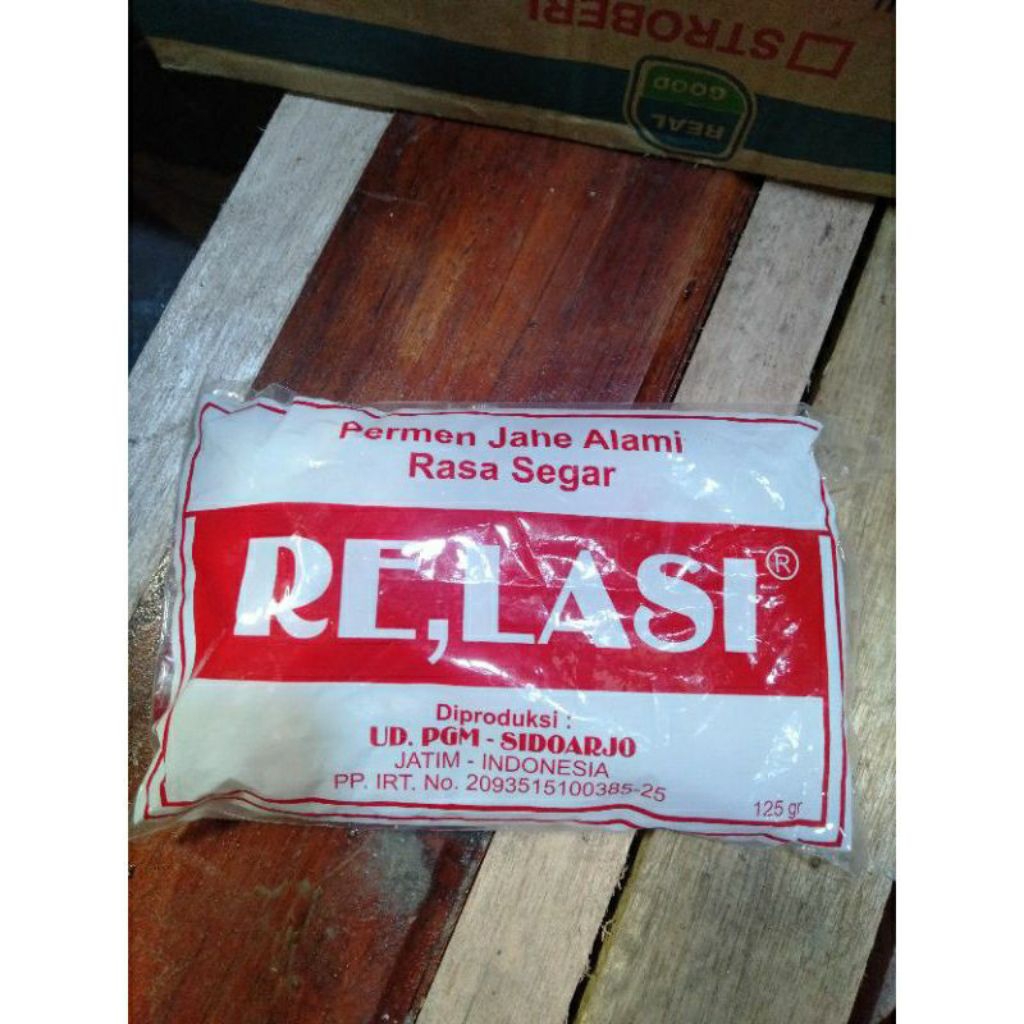 STROBERI
REAL
GOOD
Permen Jahe Alami
Rasa Segar
RE,LASI®
Diproduksi :
UD. PGM - SIDOARJO
JATIM - INDONESIA
PP. IRT. No. 2093515100385-25
125 gr